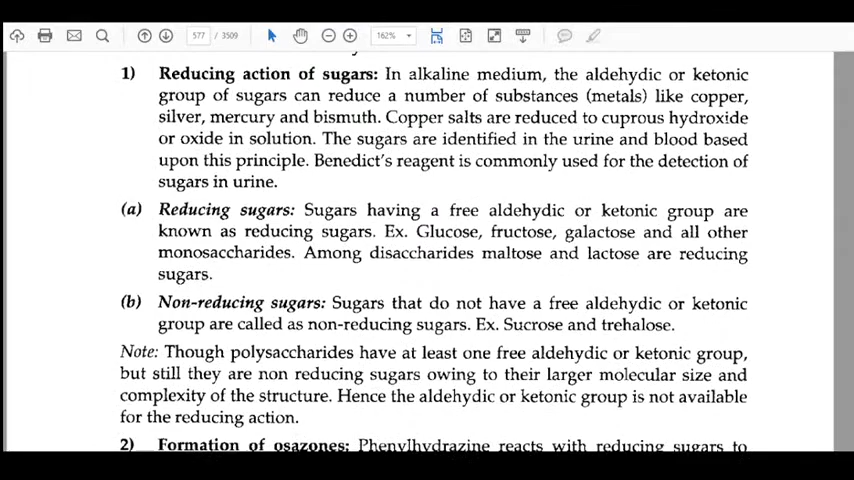 577 / 3509
162%
1) Reducing action of sugars: In alkaline medium, the aldehydic or ketonic
group of sugars can reduce a number of substances (metals) like copper,
silver, mercury and bismuth. Copper salts are reduced to cuprous hydroxide
or oxide in solution. The sugars are identified in the urine and blood based
upon this principle. Benedict's reagent is commonly used for the detection of
sugars in urine.
(a) Reducing sugars: Sugars having a free aldehydic or ketonic group are
known as reducing sugars. Ex. Glucose, fructose, galactose and all other
monosaccharides. Among disaccharides maltose and lactose are reducing
sugars.
(b) Non-reducing sugars: Sugars that do not have a free aldehydic or ketonic
group are called as non-reducing sugars. Ex. Sucrose and trehalose.
Note: Though polysaccharides have at least one free aldehydic or ketonic group,
but still they are non reducing sugars owing to their larger molecular size and
complexity of the structure. Hence the aldehydic or ketonic group is not available
for the reducing action.
2) Formation of osazones: Phenylhydrazine reacts with reducing sugars to